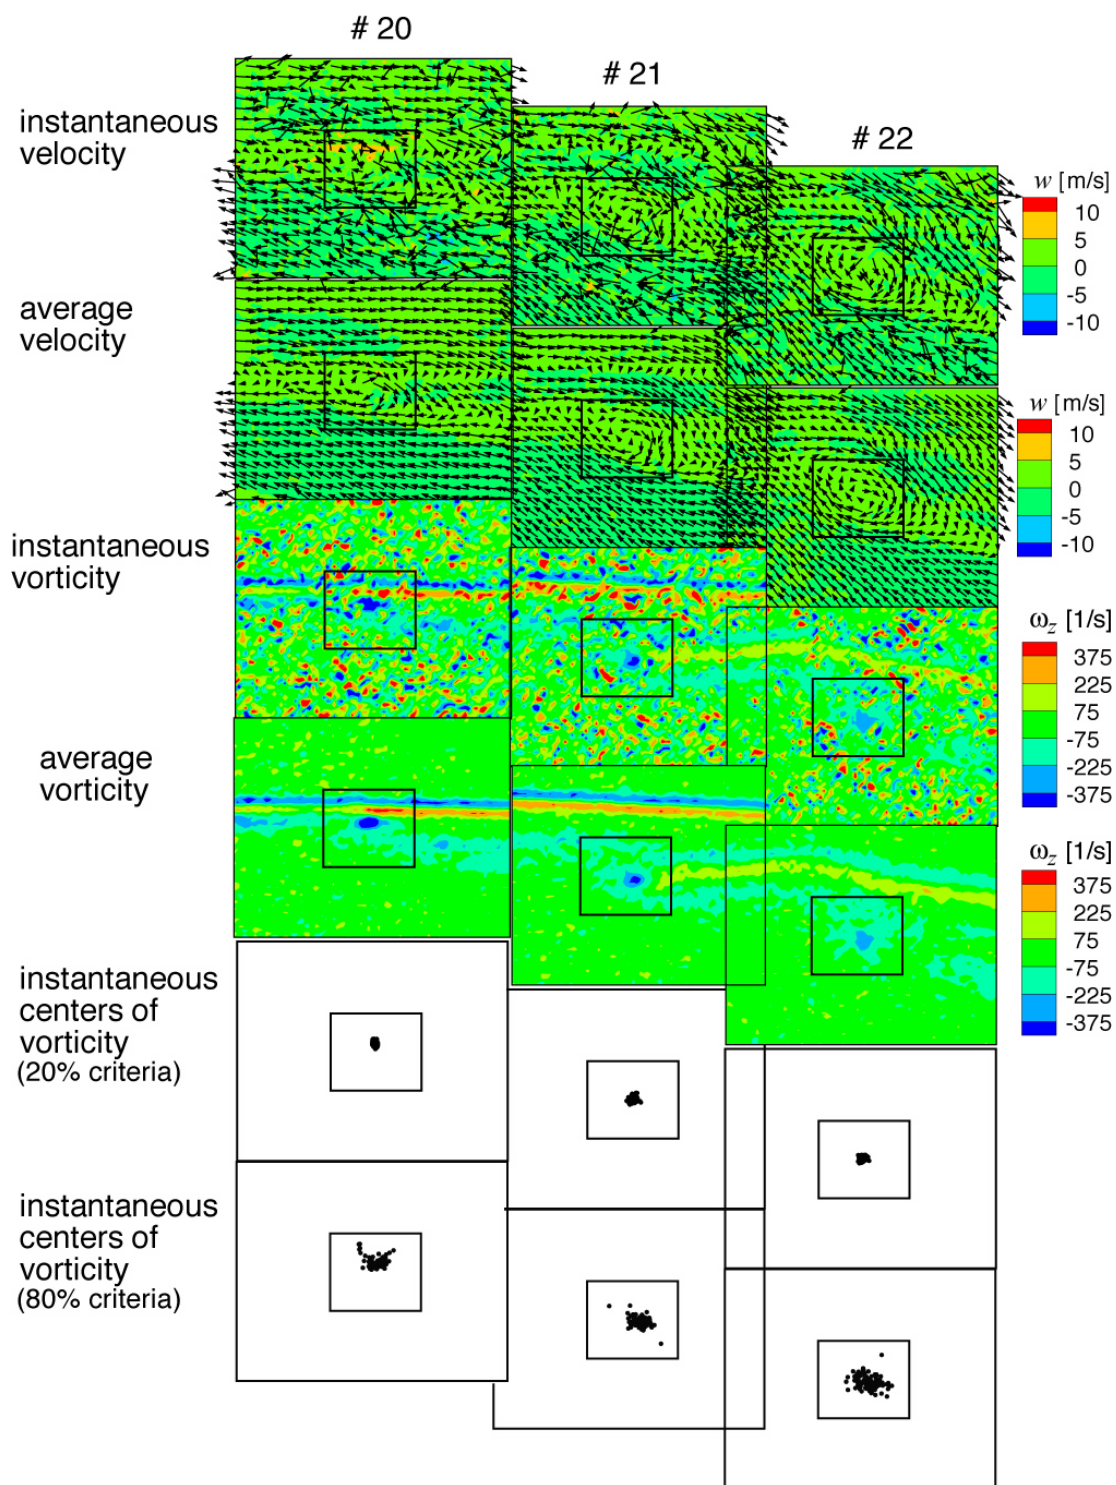 # 20
# 21
# 22
instantaneous
velocity
w [m/s]
10
5
0
-5
-10
average
velocity
w [m/s]
10
5
0
-5
-10
instantaneous
vorticity
ωz [1/s]
375
225
75
-75
-225
-375
average
vorticity
ωz [1/s]
375
225
75
-75
-225
-375
instantaneous
centers of
vorticity
(20% criteria)
instantaneous
centers of
vorticity
(80% criteria)